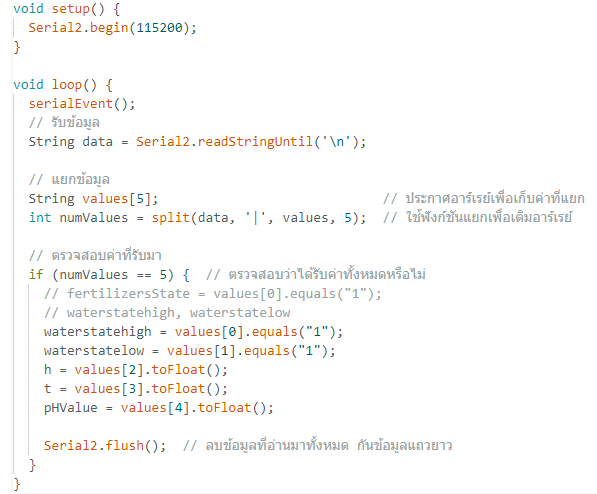 void setup() {
  Serial2.begin(115200);
}

void loop() {
  serialEvent();
  // รับข้อมูล
  String data = Serial2.readStringUntil('\n');

  // แยกข้อมูล
  String values[5];                             // ประกาศอาร์เรย์เพื่อเก็บค่าที่แยก
  int numValues = split(data, '|', values, 5);  // ใช้ฟังก์ชันแยกเพื่อเติมอาร์เรย์

  // ตรวจสอบค่าที่รับมา
  if (numValues == 5) {  // ตรวจสอบว่าได้รับค่าทั้งหมดหรือไม่
    // fertilizersState = values[0].equals("1");
    // waterstatehigh, waterstatelow
    waterstatehigh = values[0].equals("1");
    waterstatelow = values[1].equals("1");
    h = values[2].toFloat();
    t = values[3].toFloat();
    pHValue = values[4].toFloat();

    Serial2.flush();  // ลบข้อมูลที่อ่านมาทั้งหมด กันข้อมูลแถวยาว
  }
}